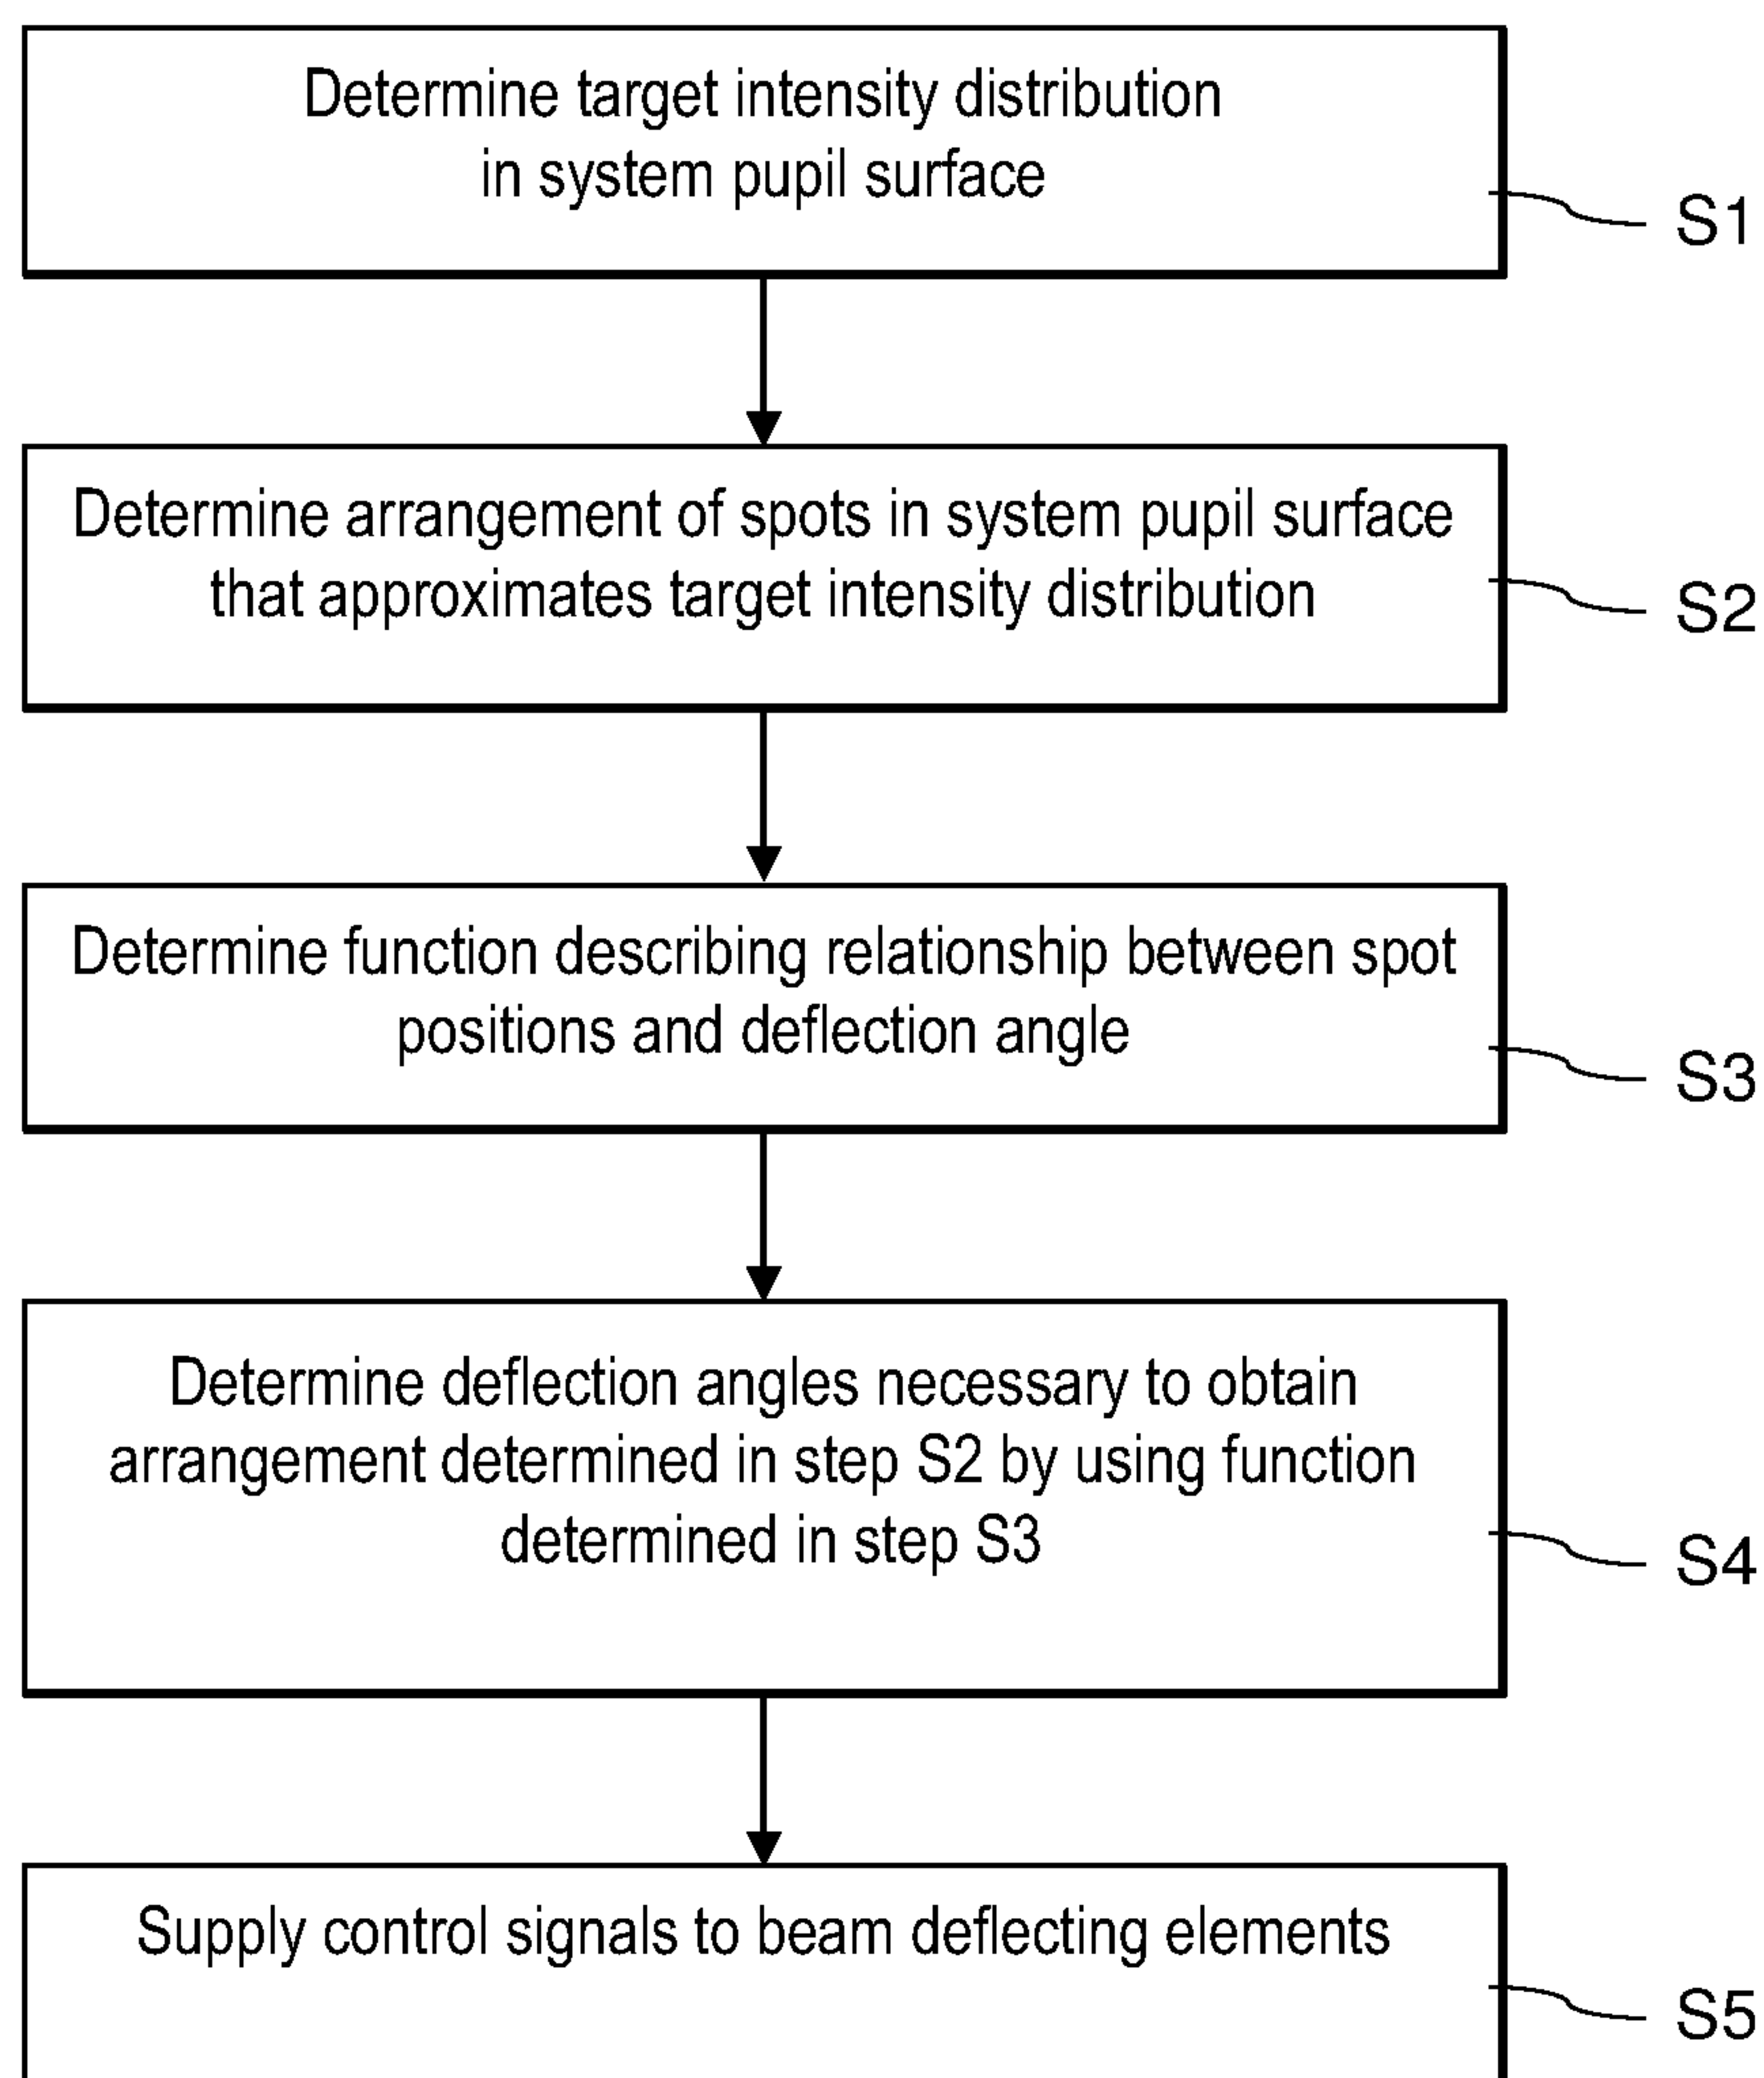 Determine target intensity distribution
in system pupil surface
S1
Determine arrangement of spots in system pupil surface
that approximates target intensity distribution
S2
Determine function describing relationship between spot
positions and deflection angle
S3
Determine deflection angles necessary to obtain
arrangement determined in step S2 by using function
determined in step S3
S4
Supply control signals to beam deflecting elements
S5